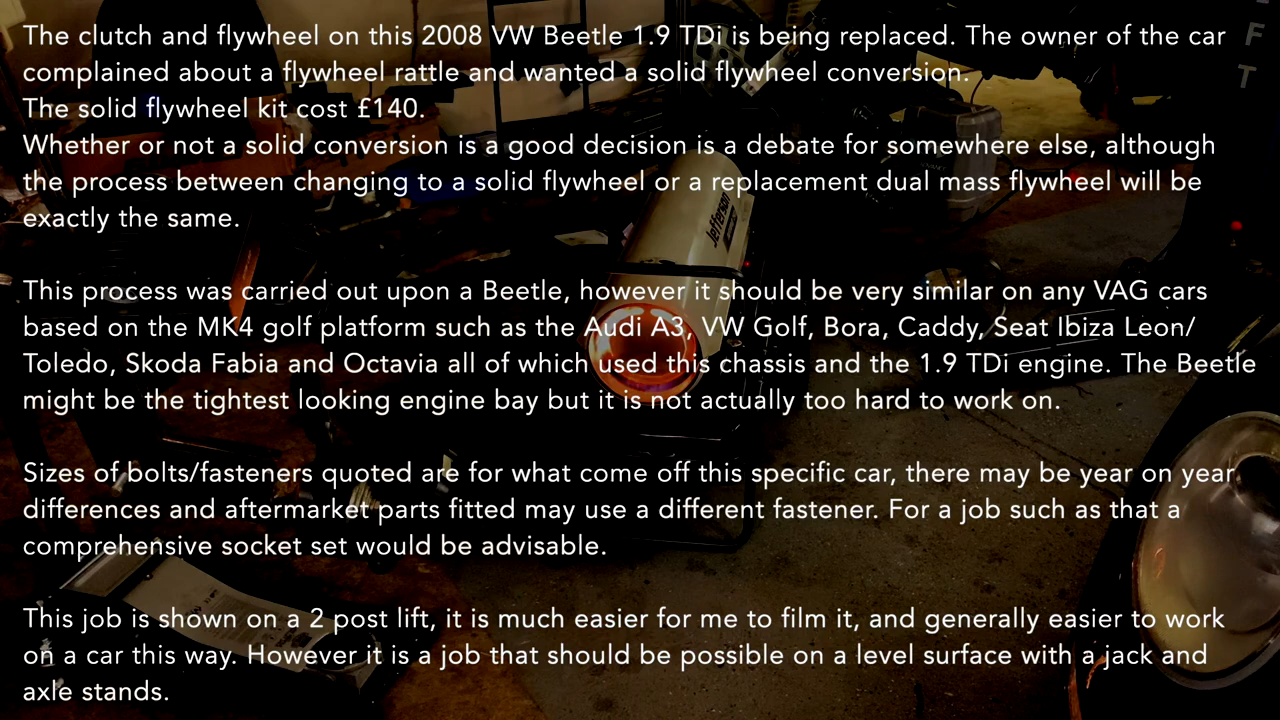 The clutch and flywheel on this 2008 VW Beetle 1.9 TDi is being replaced. The owner of the car
complained about a flywheel rattle and wanted a solid flywheel conversion.
The solid flywheel kit cost £140.
Whether or not a solid conversion is a good decision is a debate for somewhere else, although
the process between changing to a solid flywheel or a replacement dual mass flywheel will be
exactly the same.
This process was carried out upon a Beetle, however it should be very similar on any VAG cars
based on the MK4 golf platform such as the Audi A3, VW Golf, Bora, Caddy, Seat Ibiza Leon/
Toledo, Skoda Fabia and Octavia all of which used this chassis and the 1.9 TDi engine. The Beetle
might be the tightest looking engine bay but it is not actually too hard to work on.
Sizes of bolts/fasteners quoted are for what come off this specific car, there may be year on year
differences and aftermarket parts fitted may use a different fastener. For a job such as that a
comprehensive socket set would be advisable.
This job is shown on a 2 post lift, it is much easier for me to film it, and generally easier to work
on a car this way. However it is a job that should be possible on a level surface with a jack and
axle stands.
Jefferson
F
T